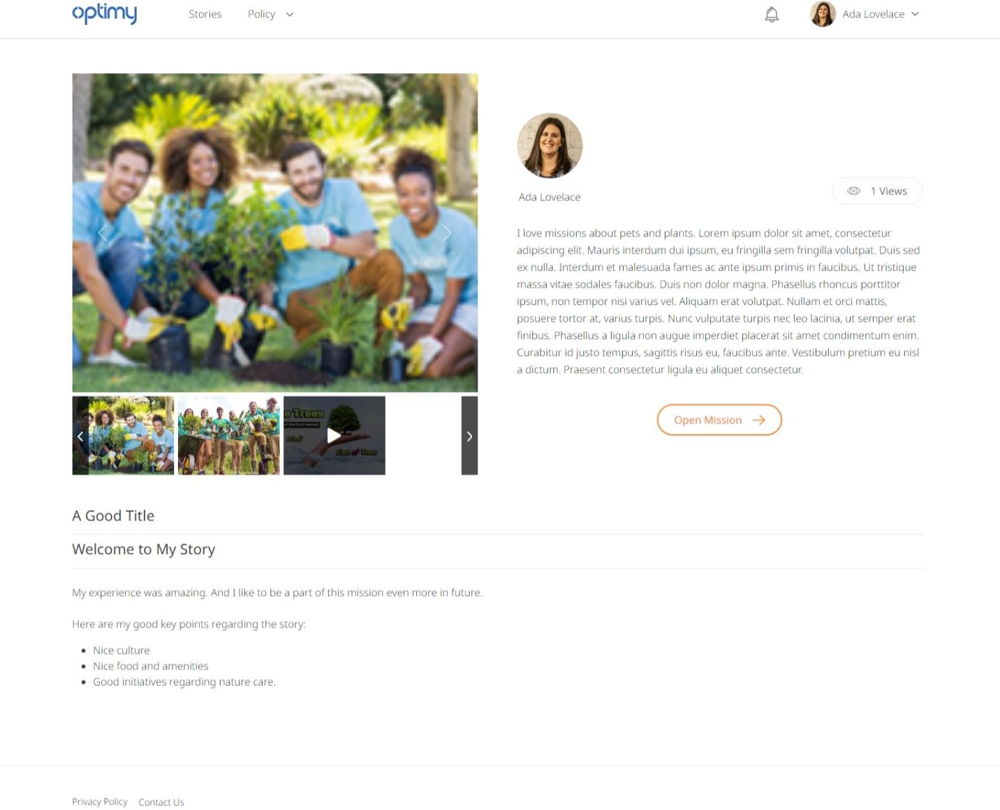 optimy
Stories
Policy
Ada Lovelace
Ada Lovelace
1 Views
I love missions about pets and plants. Lorem ipsum dolor sit amet, consectetur
adipiscing elit. Mauris interdum dui ipsum, eu fringilla sem fringilla volutpat. Duis sed
ex nulla. Interdum et malesuada fames ac ante ipsum primis in faucibus. Ut tristique
massa vitae sodales faucibus. Duis non dolor magna. Phasellus rhoncus porttitor
ipsum, non tempor nisi varius vel. Aliquam erat volutpat. Nullam et orci mattis,
posuere tortor at, varius turpis. Nunc vulputate turpis nec leo lacinia, ut semper erat
finibus. Phasellus a ligula non augue imperdiet placerat sit amet condimentum enim.
Curabitur id justo tempus, sagittis risus eu, faucibus ante. Vestibulum pretium eu nisl
a dictum. Praesent consectetur ligula eu aliquet consectetur.
Open Mission
e Trees
of the Environment
Hindi
Fact of Trees
A Good Title
Welcome to My Story
My experience was amazing. And I like to be a part of this mission even more in future.
Here are my good key points regarding the story:
Nice culture
Nice food and amenities
Good initiatives regarding nature care.
Privacy Policy
Contact Us